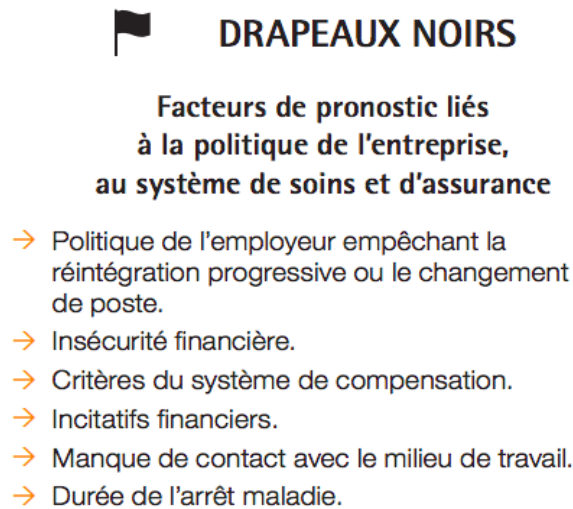 DRAPEAUX NOIRS
Facteurs de pronostic liés
à la politique de l'entreprise,
au système de soins et d'assurance
→ Politique de l'employeur empêchant la
réintégration progressive ou le changement
de poste.
→ Insécurité financière.
→ Critères du système de compensation.
→ Incitatifs financiers.
→ Manque de contact avec le milieu de travail.
→ Durée de l'arrêt maladie.